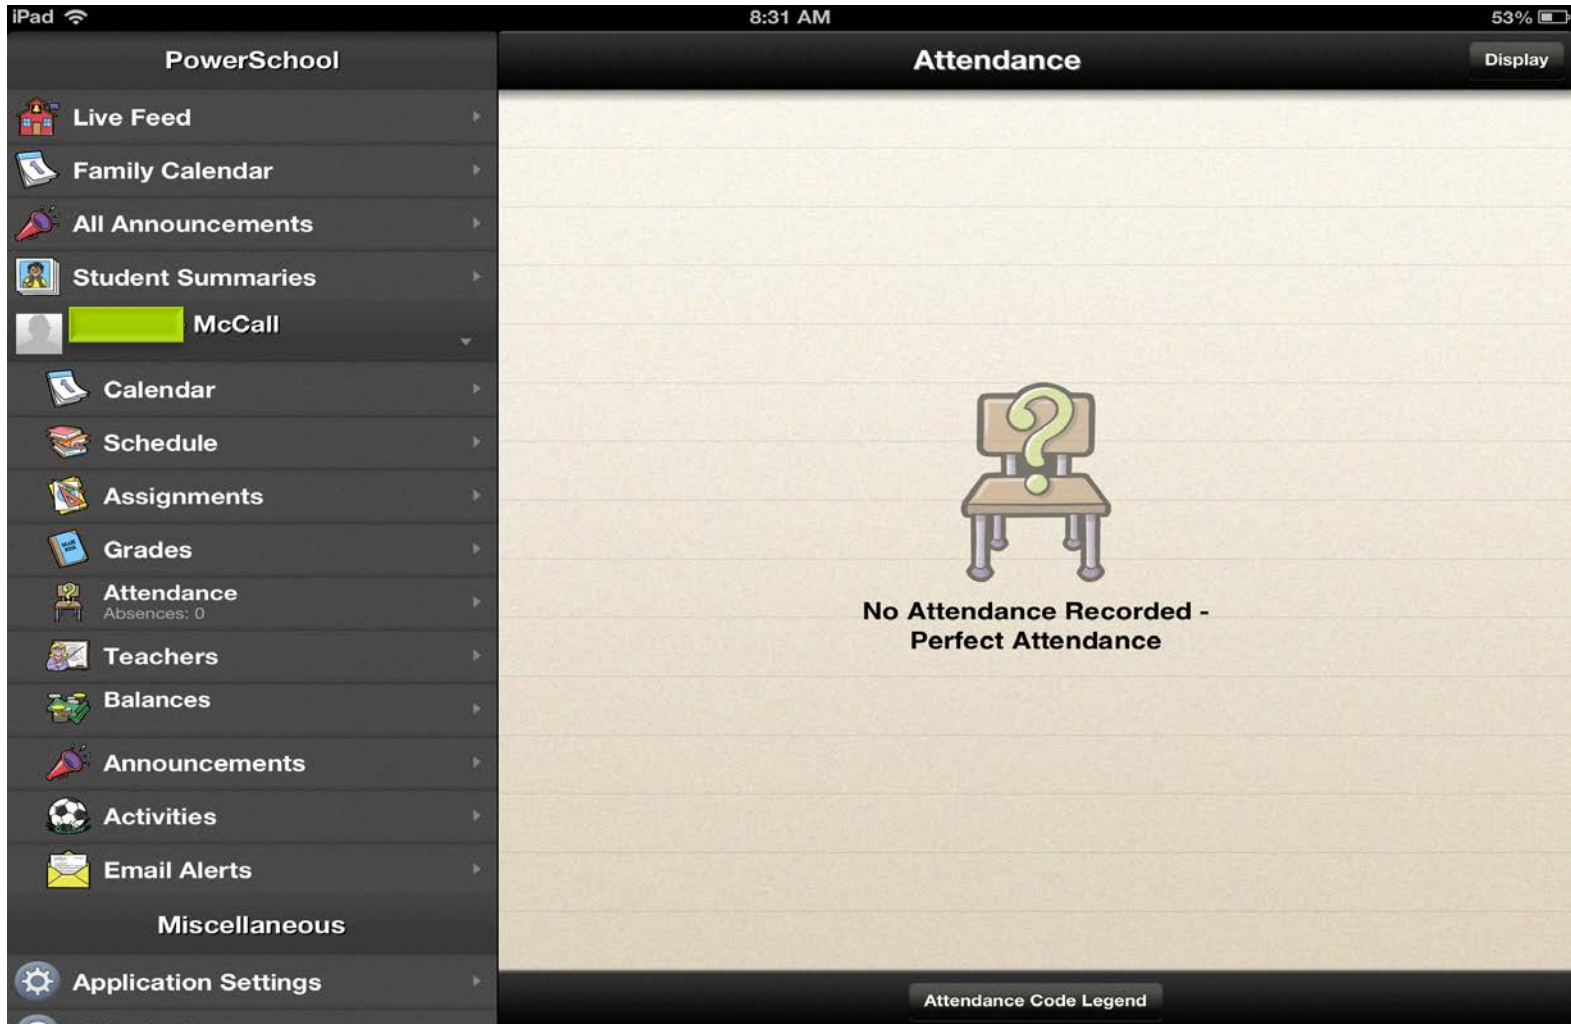 iPad
8:31 AM
53%
PowerSchool
Live Feed
Family Calendar
All Announcements
Student Summaries
McCall
Calendar
Schedule
Assignments
Grades
Attendance
Absences: 0
Teachers
Balances
Announcements
Activities
Email Alerts
Miscellaneous
Application Settings
Attendance
Display
No Attendance Recorded -
Perfect Attendance
Attendance Code Legend